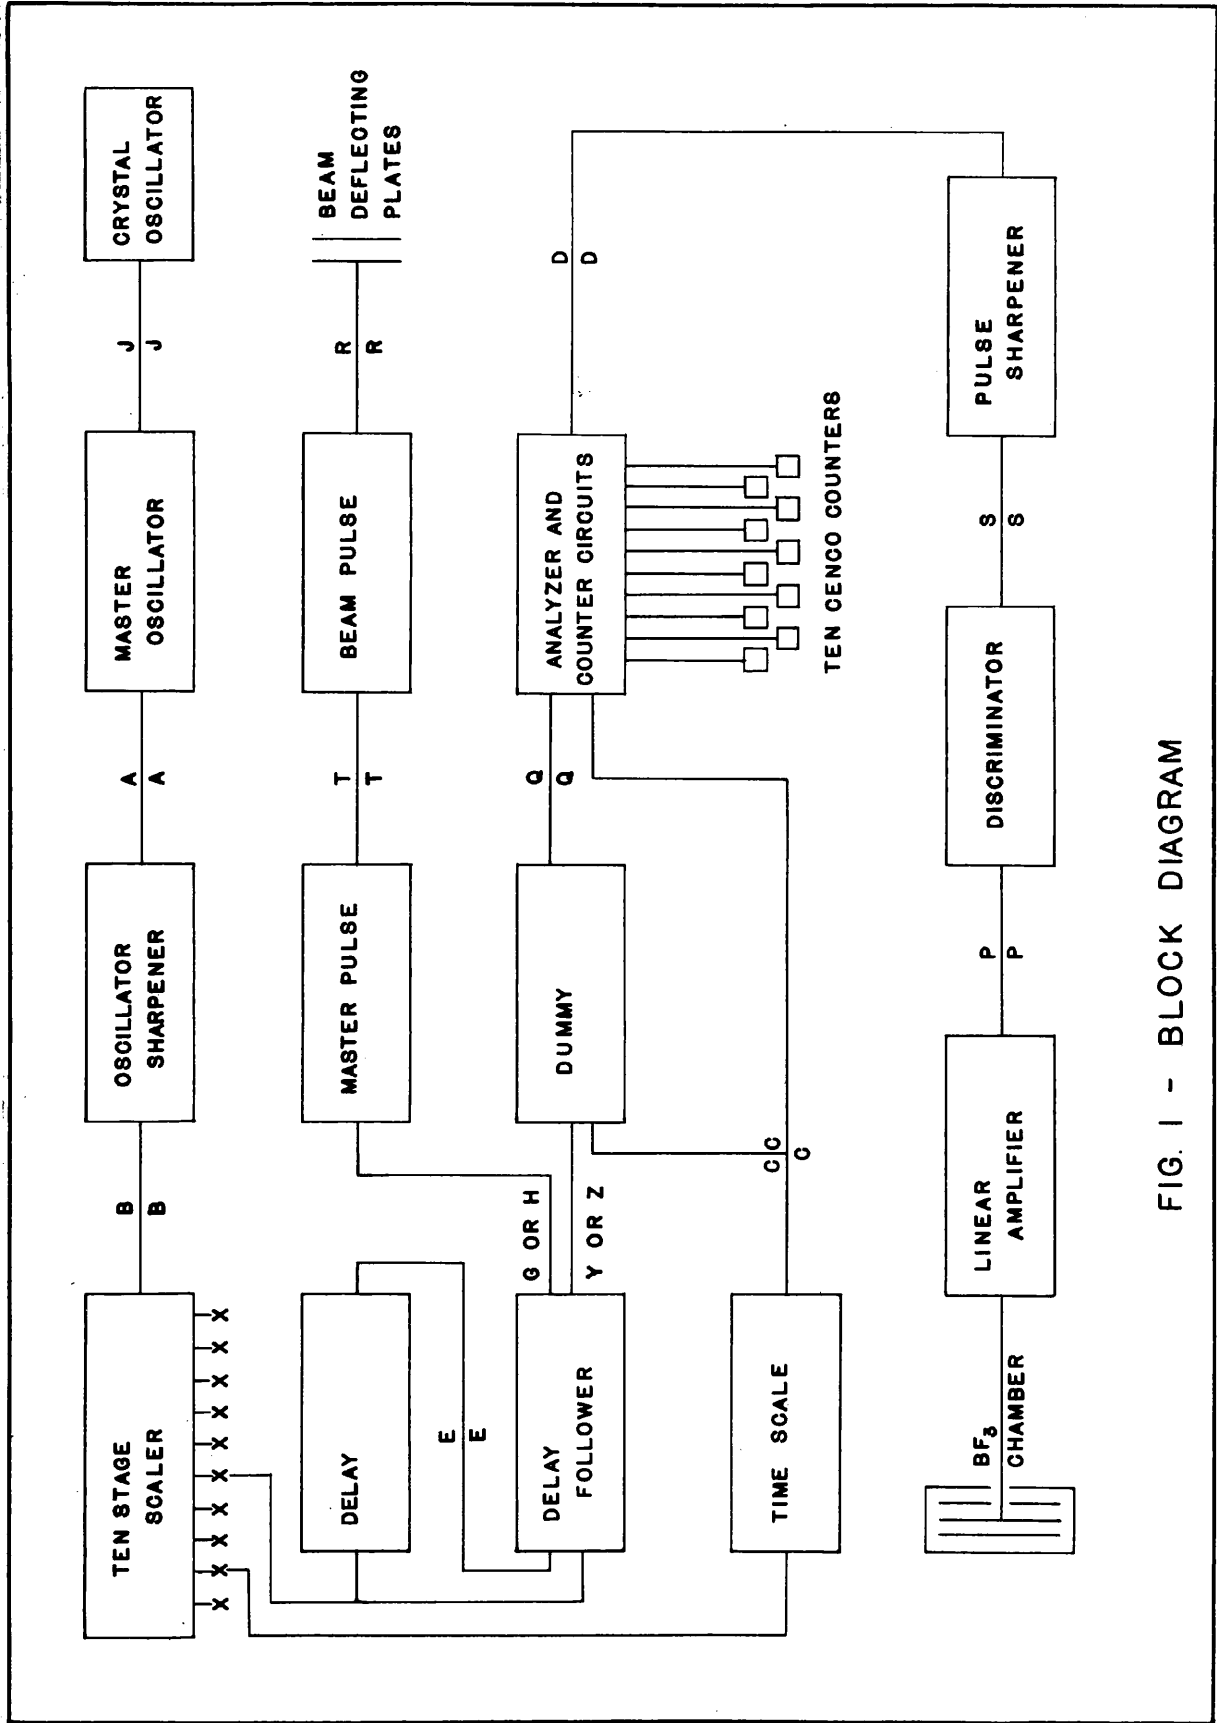 TEN STAGE
SCALER
B
B
OSCILLATOR
SHARPENER
A
A
MASTER
OSCILLATOR
J
J
CRYSTAL
OSCILLATOR
X X X X X X X X X X
DELAY
E
E
MASTER PULSE
T
T
BEAM PULSE
R
R
BEAM
DEFLECTING
PLATES
DELAY
FOLLOWER
G OR H
Y OR Z
DUMMY
Q
Q
ANALYZER AND
COUNTER CIRCUITS
D
D
TIME SCALE
C C
C
TEN CENCO COUNTERS
BF3
CHAMBER
LINEAR
AMPLIFIER
P
P
DISCRIMINATOR
S
S
PULSE
SHARPENER
FIG. 1 - BLOCK DIAGRAM